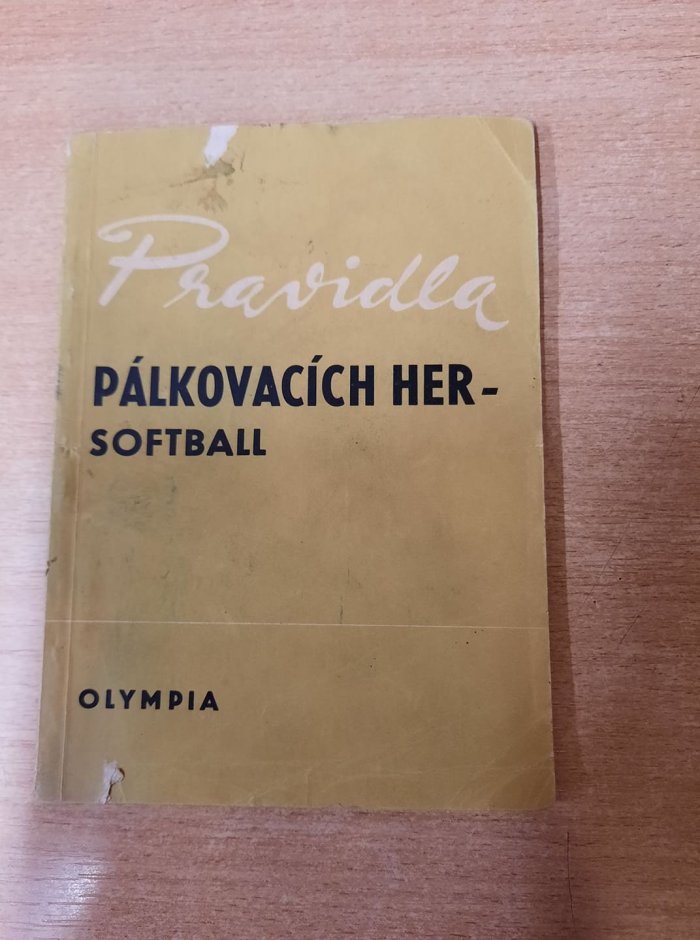 Pravidla
PÁLKOVACÍCH HER -
SOFTBALL
OLYMPIA